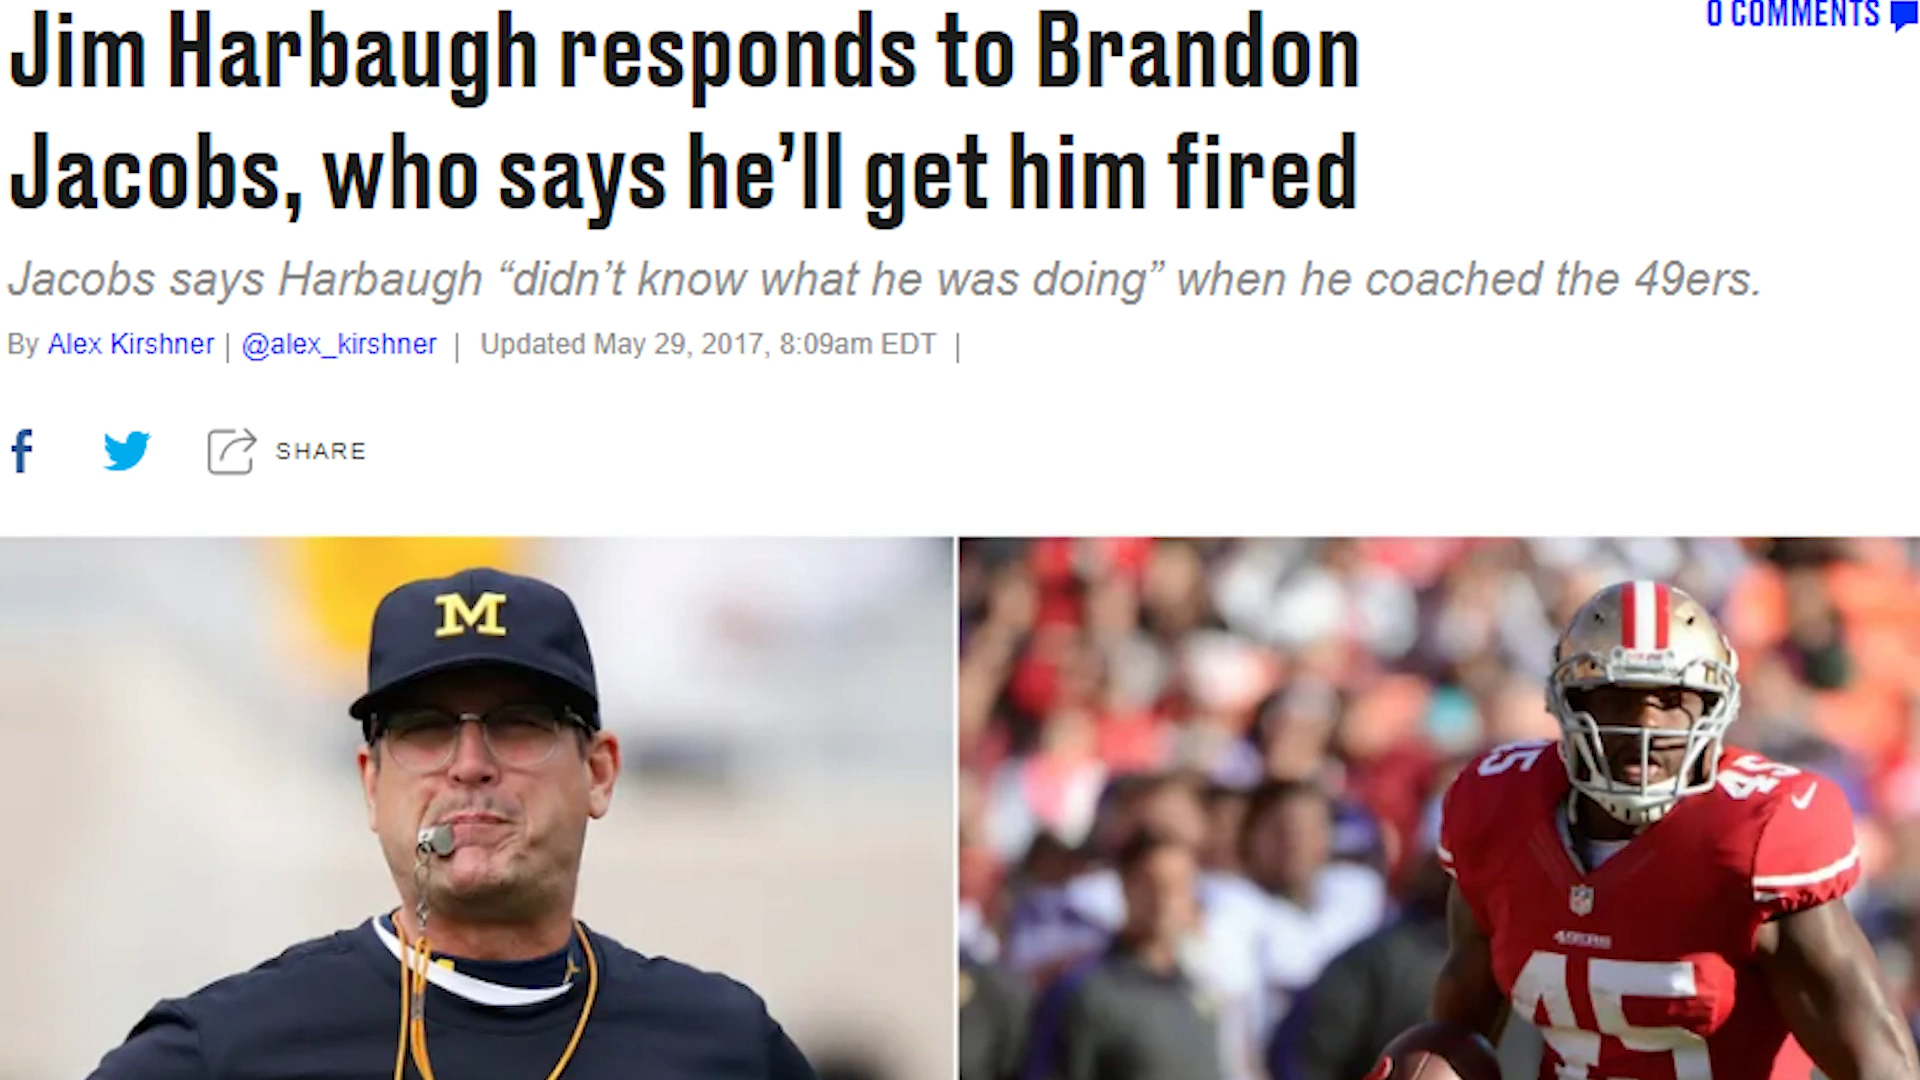 0 COMMENTS
Jim Harbaugh responds to Brandon
Jacobs, who says he’ll get him fired
Jacobs says Harbaugh “didn’t know what he was doing” when he coached the 49ers.
By Alex Kirshner | @alex_kirshner | Updated May 29, 2017, 8:09am EDT |
f
SHARE
M
45
45
49ERS
45